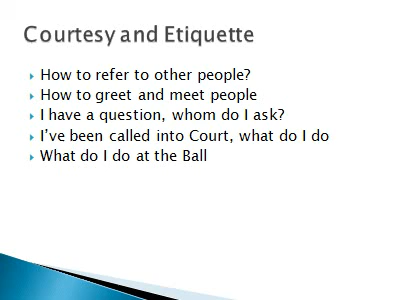 Courtesy and Etiquette
How to refer to other people?
How to greet and meet people
I have a question, whom do I ask?
I've been called into Court, what do I do
What do I do at the Ball